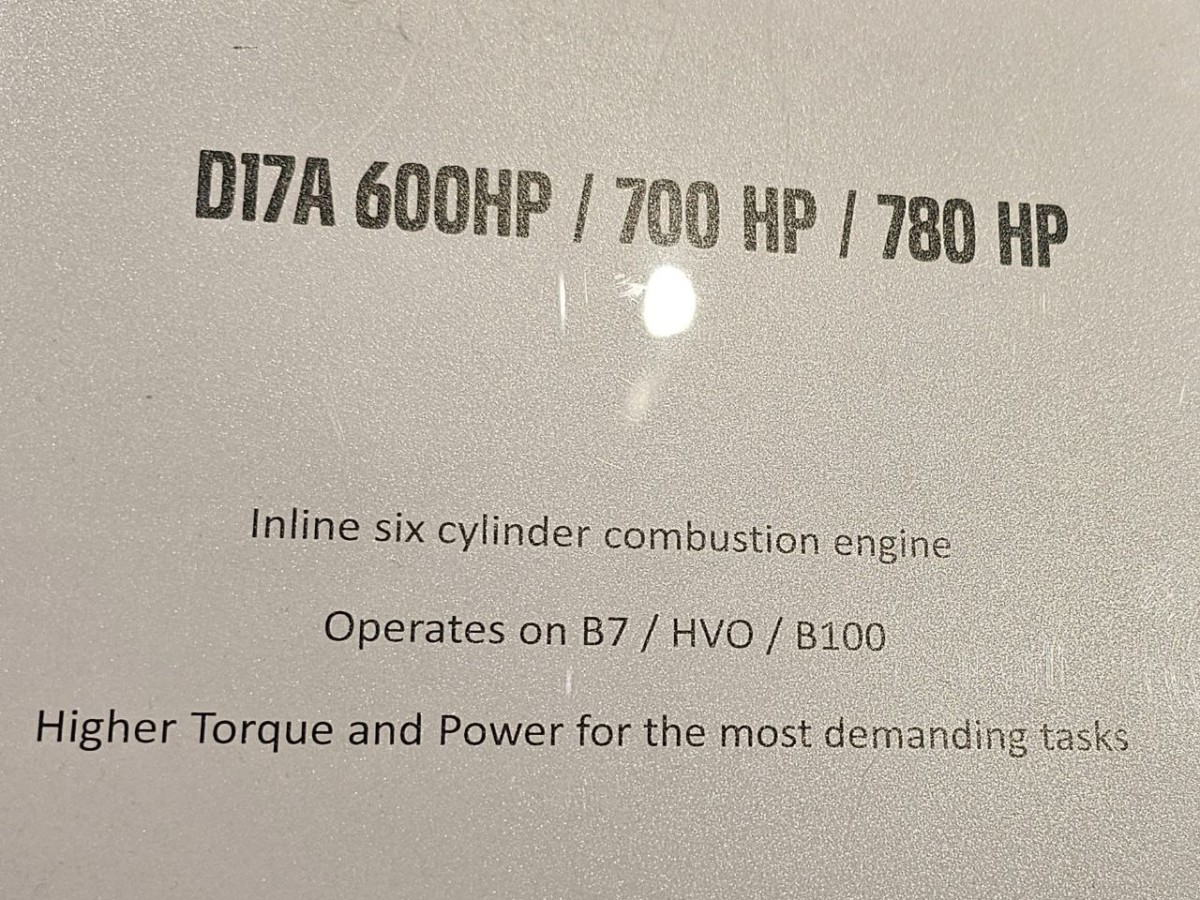 D17A 600HP / 700 HP / 780 HP
Inline six cylinder combustion engine
Operates on B7 / HVO / B100
Higher Torque and Power for the most demanding tasks